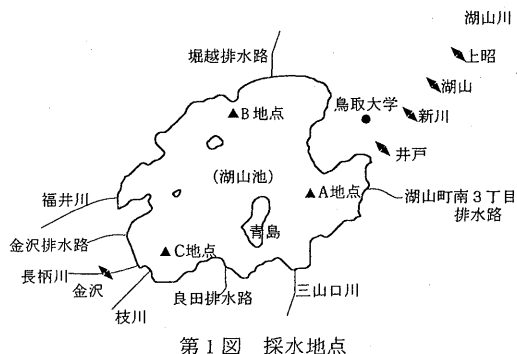 湖山川
堀越排水路
上昭
湖山
鳥取大学
B地点
新川
井戸
(湖山池)
A地点
福井川
湖山町南3丁目
排水路
青島
金沢排水路
C地点
長柄川
金沢
良田排水路
三山口川
枝川
第1図 採水地点